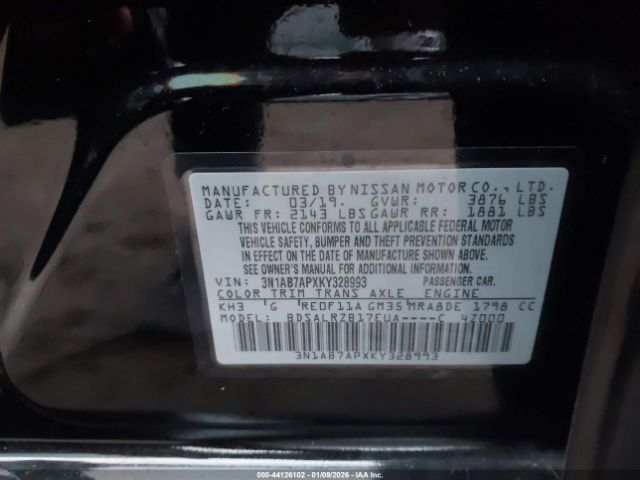 MANUFACTURED BY NISSAN MOTOR CO., LTD.
DATE: 03/19. GVWR: 3876 LBS
GAWR FR: 2143 LBS GAWR RR: 1881 LBS
THIS VEHICLE CONFORMS TO ALL APPLICABLE FEDERAL MOTOR
VEHICLE SAFETY, BUMPER AND THEFT PREVENTION STANDARDS
IN EFFECT ON THE DATE OF MANUFACTURE SHOWN ABOVE.
SEE OWNER'S MANUAL FOR ADDITIONAL INFORMATION.
VIN: 3N1AB7APXKY328993 PASSENGER CAR.
COLOR TRIM TRANS AXLE ENGINE
KH3 G RE0F11A GM35 MRA8DE 1798 CC
MODEL: BDSALRZB17EUA----C 4Z000
3N1AB7APXKY328993
000-44126102 - 01/09/2026 - IAAI.COM